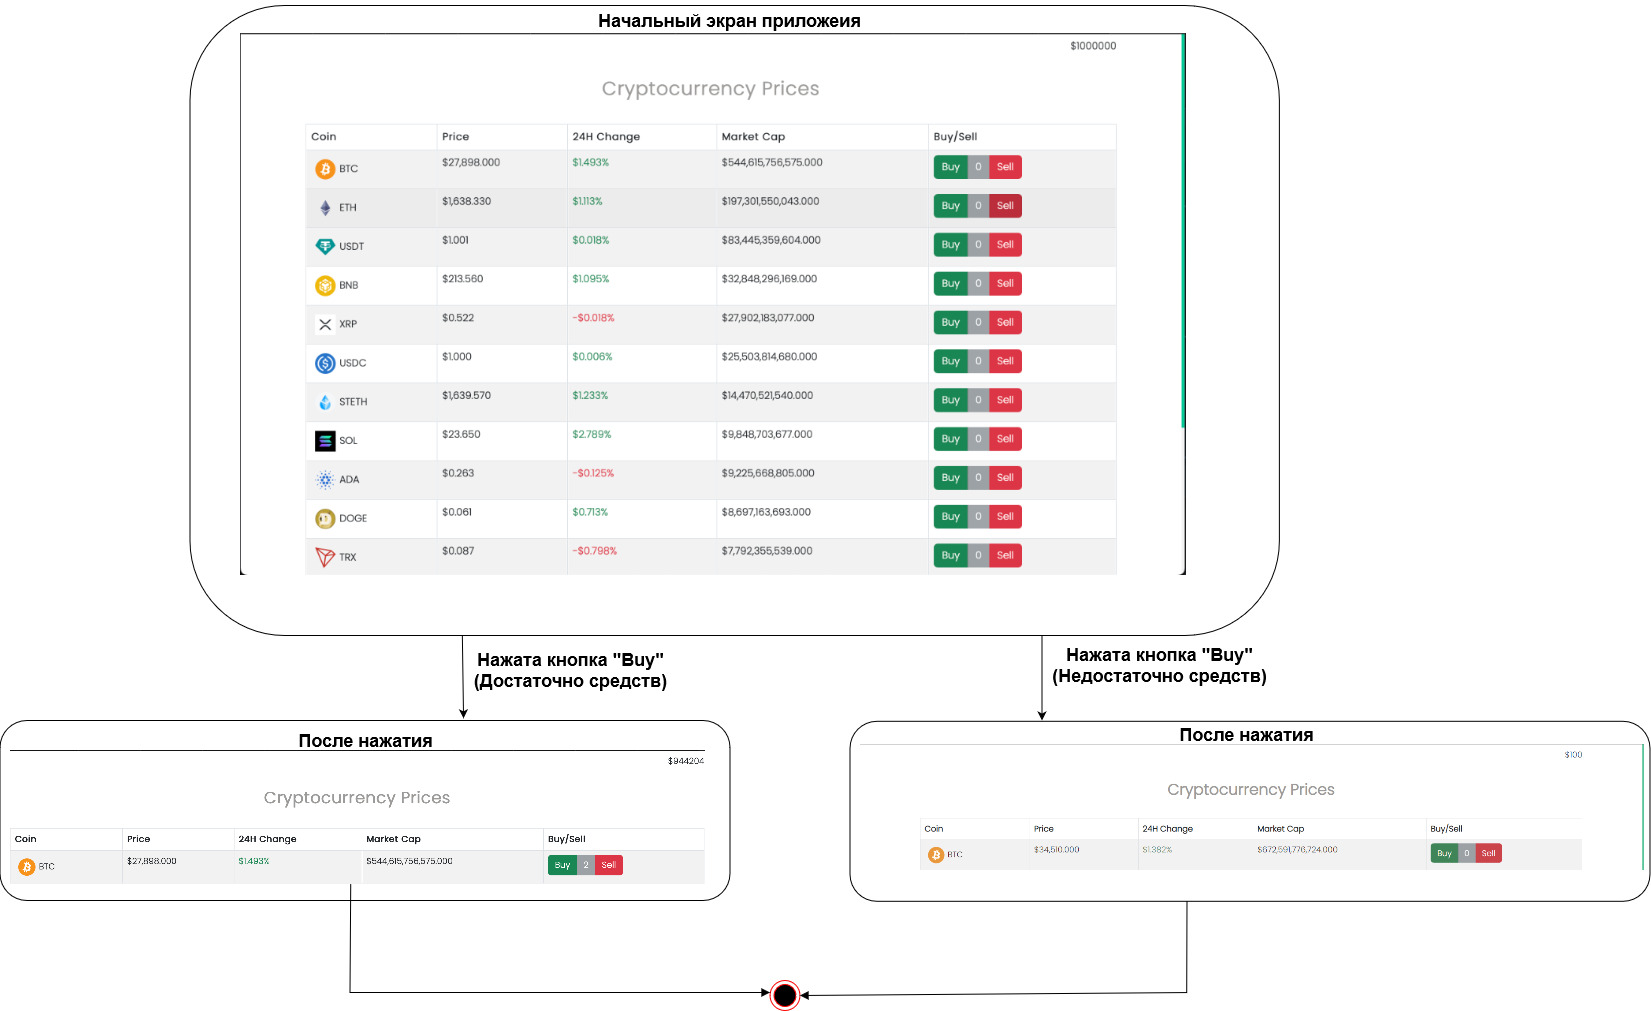 Начальный экран приложеия
$1000000
Cryptocurrency Prices
Coin Price 24H Change Market Cap Buy/Sell
BTC $27,898.000 $1.493% $544,615,756,575.000 Buy 0 Sell
ETH $1,638.330 $1.113% $197,301,550,043.000 Buy 0 Sell
USDT $1.001 $0.018% $83,445,359,604.000 Buy 0 Sell
BNB $213.560 $1.095% $32,848,296,169.000 Buy 0 Sell
XRP $0.522 -$0.018% $27,902,183,077.000 Buy 0 Sell
USDC $1.000 $0.006% $25,503,814,680.000 Buy 0 Sell
STETH $1,639.570 $1.233% $14,470,521,540.000 Buy 0 Sell
SOL $23.650 $2.789% $9,848,703,677.000 Buy 0 Sell
ADA $0.263 -$0.125% $9,225,668,805.000 Buy 0 Sell
DOGE $0.061 $0.713% $8,697,163,693.000 Buy 0 Sell
TRX $0.087 -$0.798% $7,792,355,539.000 Buy 0 Sell
Нажата кнопка "Buy"
(Достаточно средств)
Нажата кнопка "Buy"
(Недостаточно средств)
После нажатия
$944204
Cryptocurrency Prices
Coin Price 24H Change Market Cap Buy/Sell
BTC $27,898.000 $1.493% $544,615,756,575.000 Buy 2 Sell
После нажатия
$100
Cryptocurrency Prices
Coin Price 24H Change Market Cap Buy/Sell
BTC $34,510.000 $1.382% $672,591,776,724.000 Buy 0 Sell